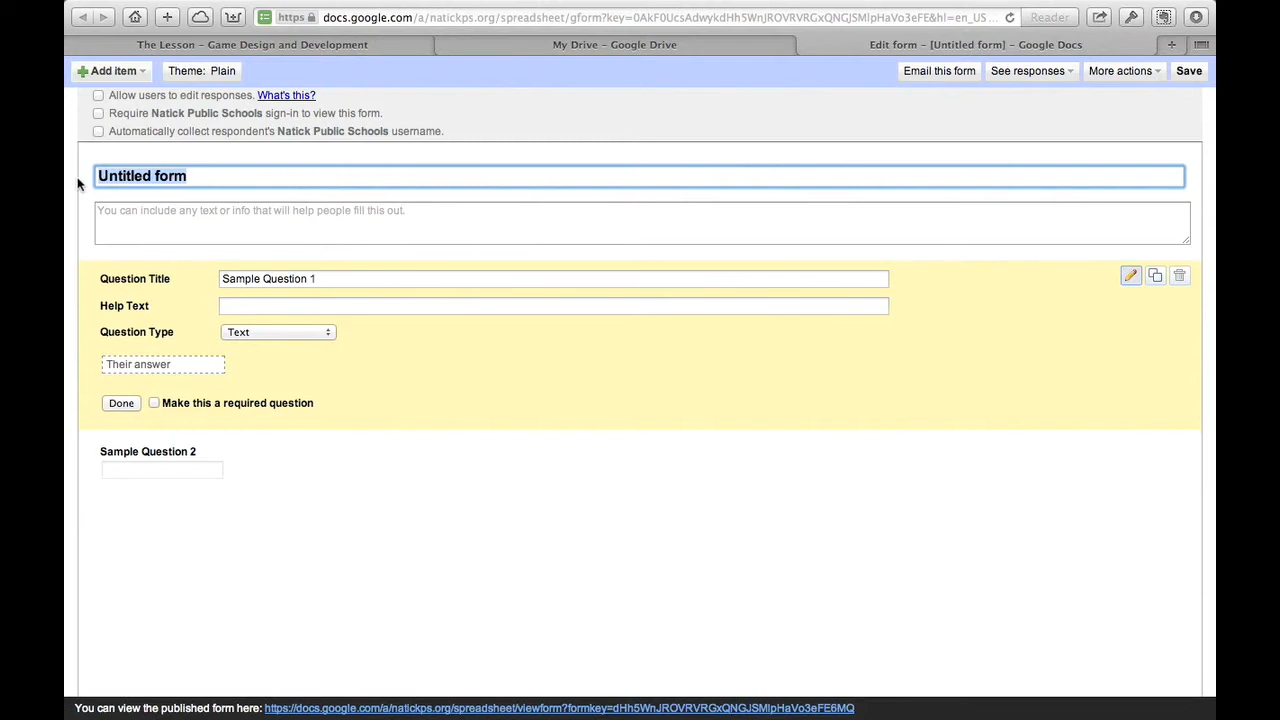 https docs.google.com/a/natickps.org/spreadsheet/gform?key=0AkF0UcsAdwykdHh5WnJROVRVRGxQNGJSMlpHaVo3eFE&hl=en_US... Reader
The Lesson – Game Design and Development My Drive – Google Drive Edit form – [Untitled form] – Google Docs
Add item Theme: Plain Email this form See responses More actions Save
Allow users to edit responses. What's this?
Require Natick Public Schools sign-in to view this form.
Automatically collect respondent's Natick Public Schools username.
Untitled form
You can include any text or info that will help people fill this out.
Question Title Sample Question 1
Help Text
Question Type Text
Their answer
Done Make this a required question
Sample Question 2
You can view the published form here: https://docs.google.com/a/natickps.org/spreadsheet/viewform?formkey=dHh5WnJROVRVRGxQNGJSMlpHaVo3eFE6MQ